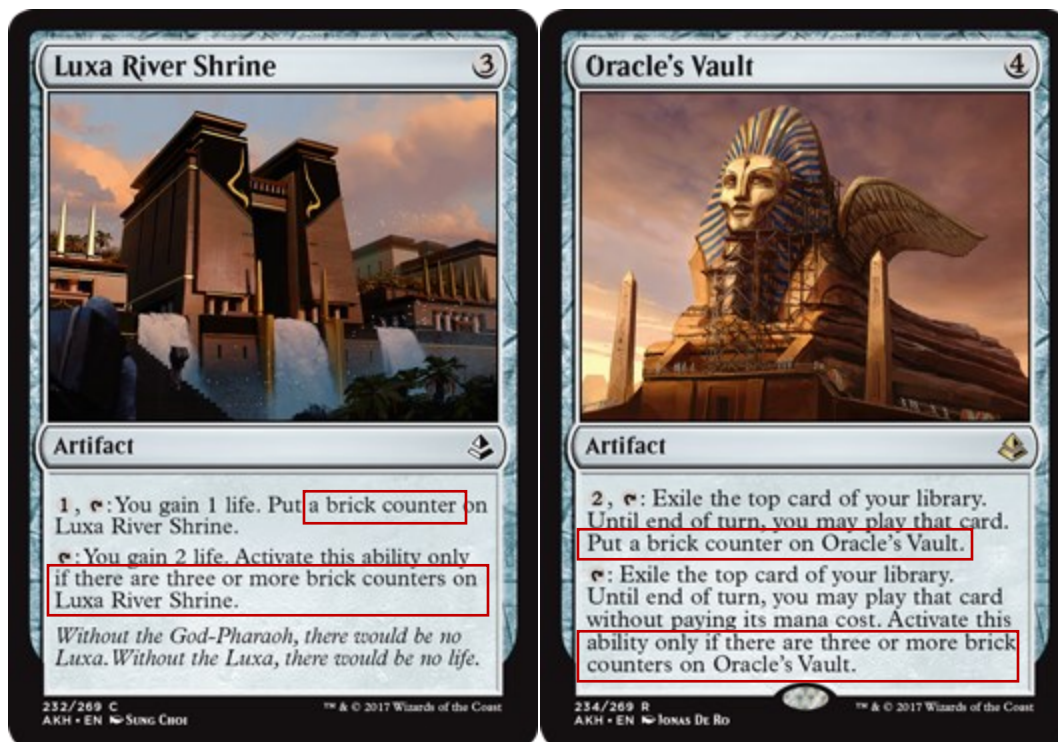 Luxa River Shrine 3
Artifact
1, T: You gain 1 life. Put a brick counter on
Luxa River Shrine.
T: You gain 2 life. Activate this ability only
if there are three or more brick counters on
Luxa River Shrine.
Without the God-Pharaoh, there would be no
Luxa. Without the Luxa, there would be no life.
232/269 C
AKH • EN SUNG CHOI
™ & © 2017 Wizards of the Coast
Oracle's Vault 4
Artifact
2, T: Exile the top card of your library.
Until end of turn, you may play that card.
Put a brick counter on Oracle's Vault.
T: Exile the top card of your library.
Until end of turn, you may play that card
without paying its mana cost. Activate this
ability only if there are three or more brick
counters on Oracle's Vault.
234/269 R
AKH • EN JONAS DE RO
™ & © 2017 Wizards of the Coast